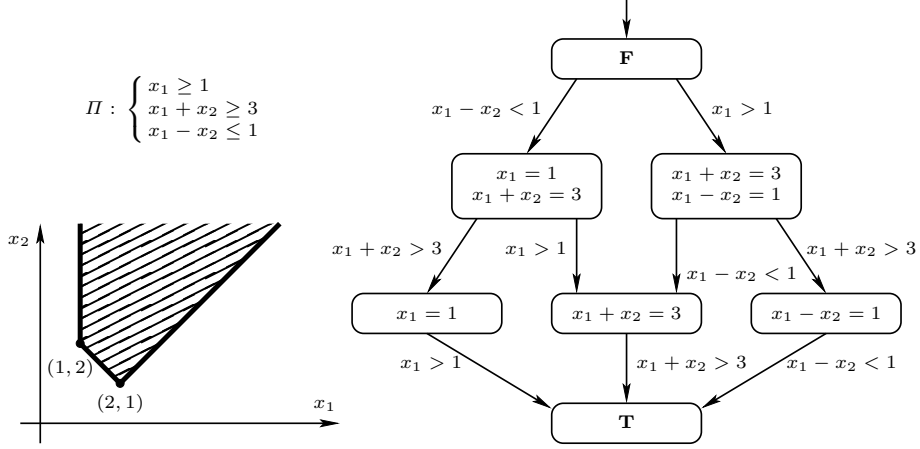 F
Π : { x₁ ≥ 1
x₁ + x₂ ≥ 3
x₁ − x₂ ≤ 1
x₁ − x₂ < 1
x₁ > 1
x₁ = 1
x₁ + x₂ = 3
x₁ + x₂ = 3
x₁ − x₂ = 1
x₂
x₁ + x₂ > 3
x₁ > 1
x₁ − x₂ < 1
x₁ + x₂ > 3
x₁ = 1
x₁ + x₂ = 3
x₁ − x₂ = 1
(1, 2)
(2, 1)
x₁
x₁ > 1
x₁ + x₂ > 3
x₁ − x₂ < 1
T